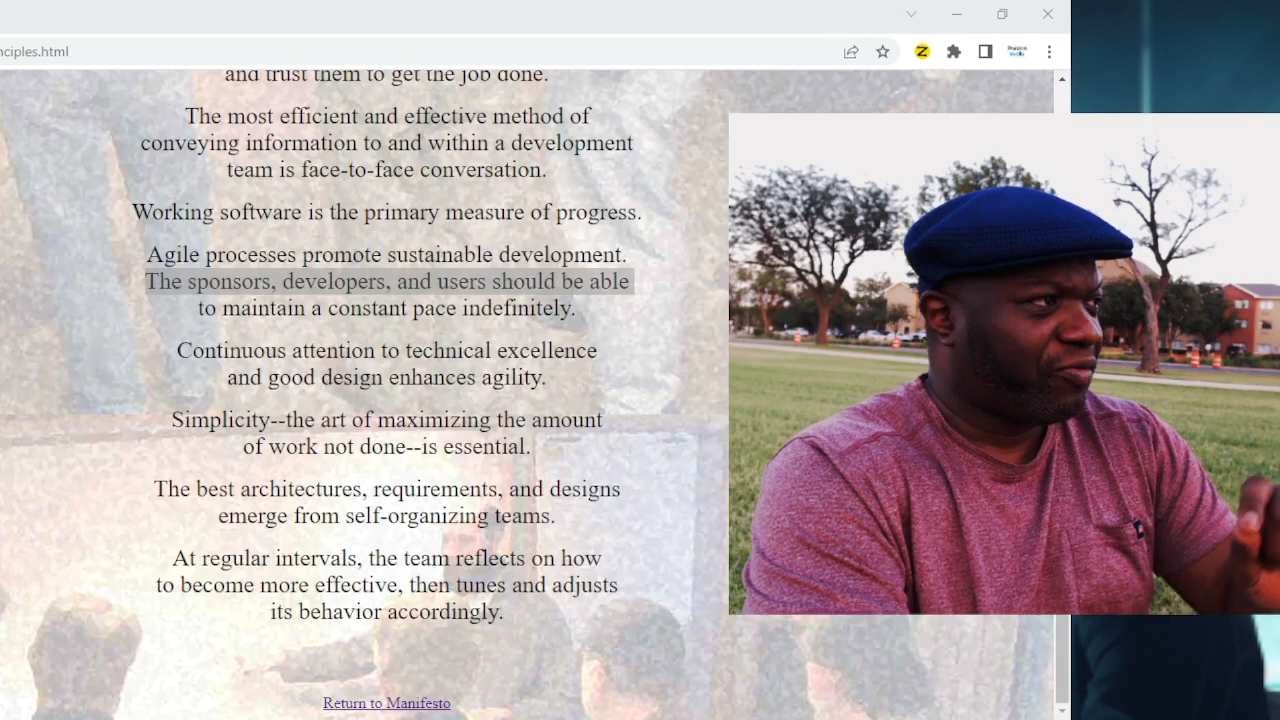 nciples.html
and trust them to get the job done.
The most efficient and effective method of
conveying information to and within a development
team is face-to-face conversation.
Working software is the primary measure of progress.
Agile processes promote sustainable development.
The sponsors, developers, and users should be able
to maintain a constant pace indefinitely.
Continuous attention to technical excellence
and good design enhances agility.
Simplicity--the art of maximizing the amount
of work not done--is essential.
The best architectures, requirements, and designs
emerge from self-organizing teams.
At regular intervals, the team reflects on how
to become more effective, then tunes and adjusts
its behavior accordingly.
Return to Manifesto